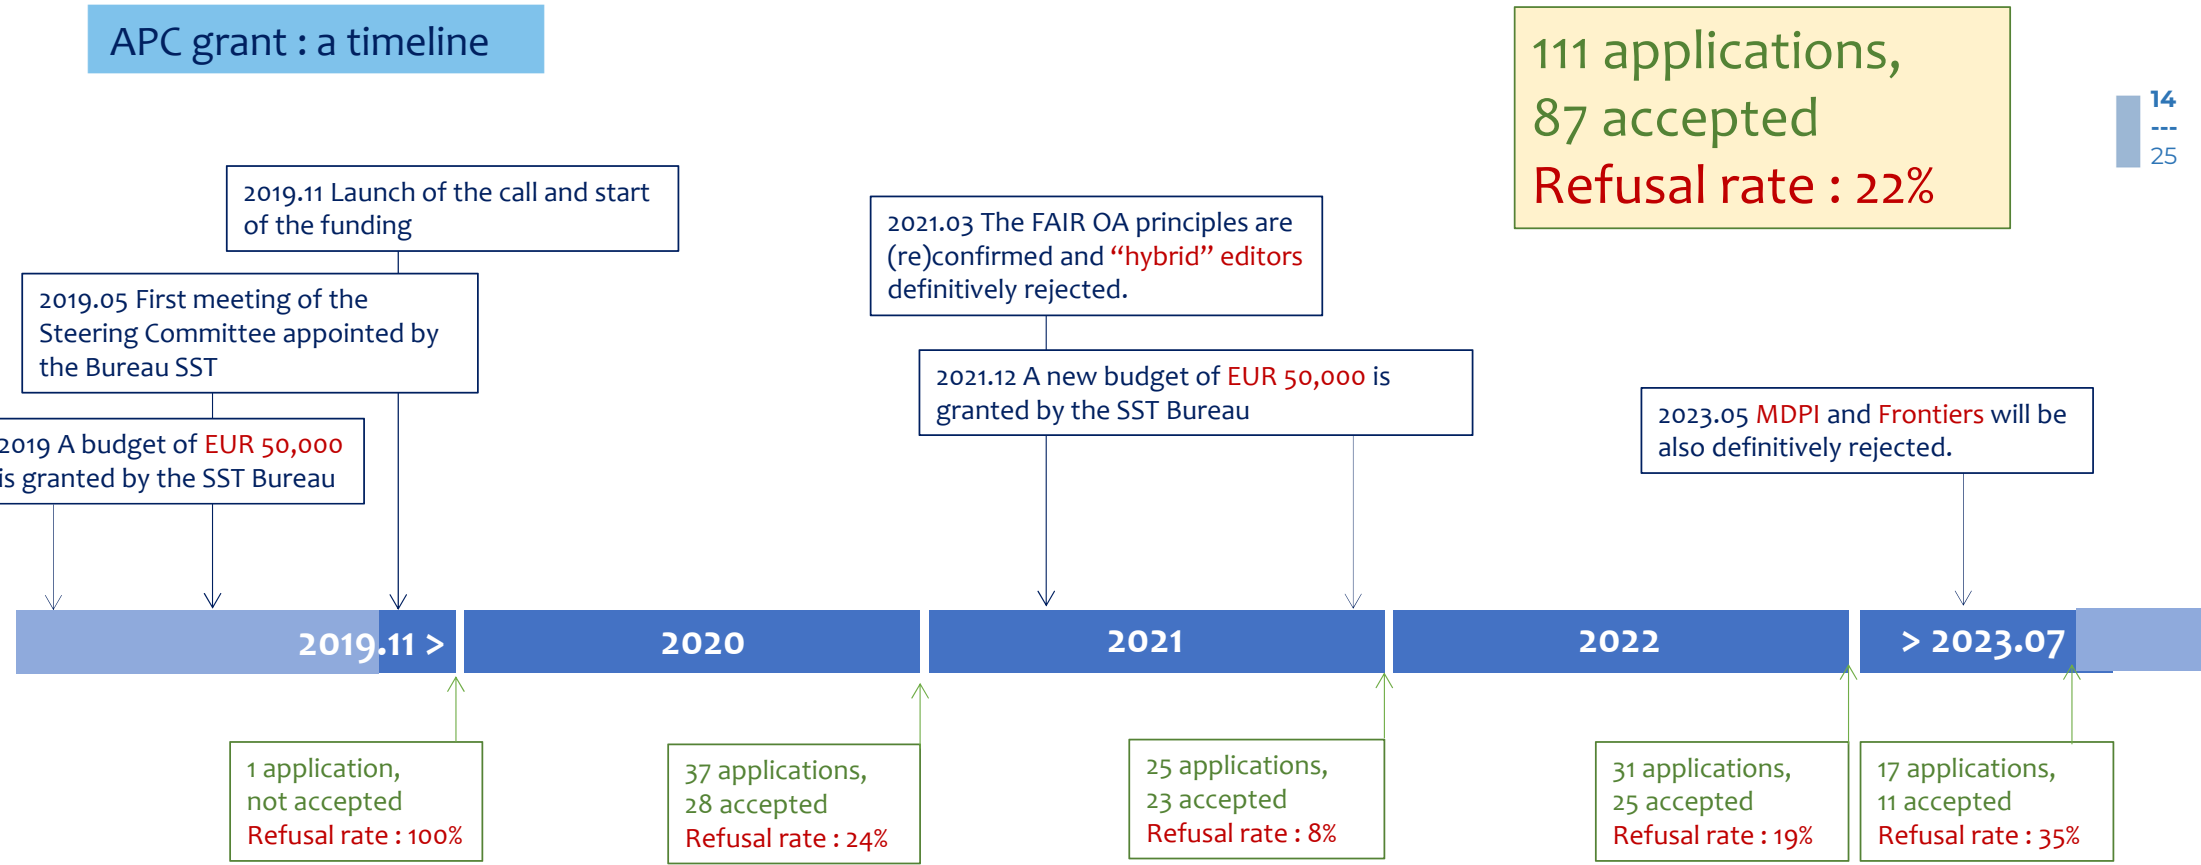 APC grant : a timeline
111 applications,
87 accepted
Refusal rate : 22%
14
---
25
2019.11 Launch of the call and start
of the funding
2019.05 First meeting of the
Steering Committee appointed by
the Bureau SST
2019 A budget of EUR 50,000
is granted by the SST Bureau
2021.03 The FAIR OA principles are
(re)confirmed and “hybrid” editors
definitively rejected.
2021.12 A new budget of EUR 50,000 is
granted by the SST Bureau
2023.05 MDPI and Frontiers will be
also definitively rejected.
2019.11 >
2020
2021
2022
> 2023.07
1 application,
not accepted
Refusal rate : 100%
37 applications,
28 accepted
Refusal rate : 24%
25 applications,
23 accepted
Refusal rate : 8%
31 applications,
25 accepted
Refusal rate : 19%
17 applications,
11 accepted
Refusal rate : 35%